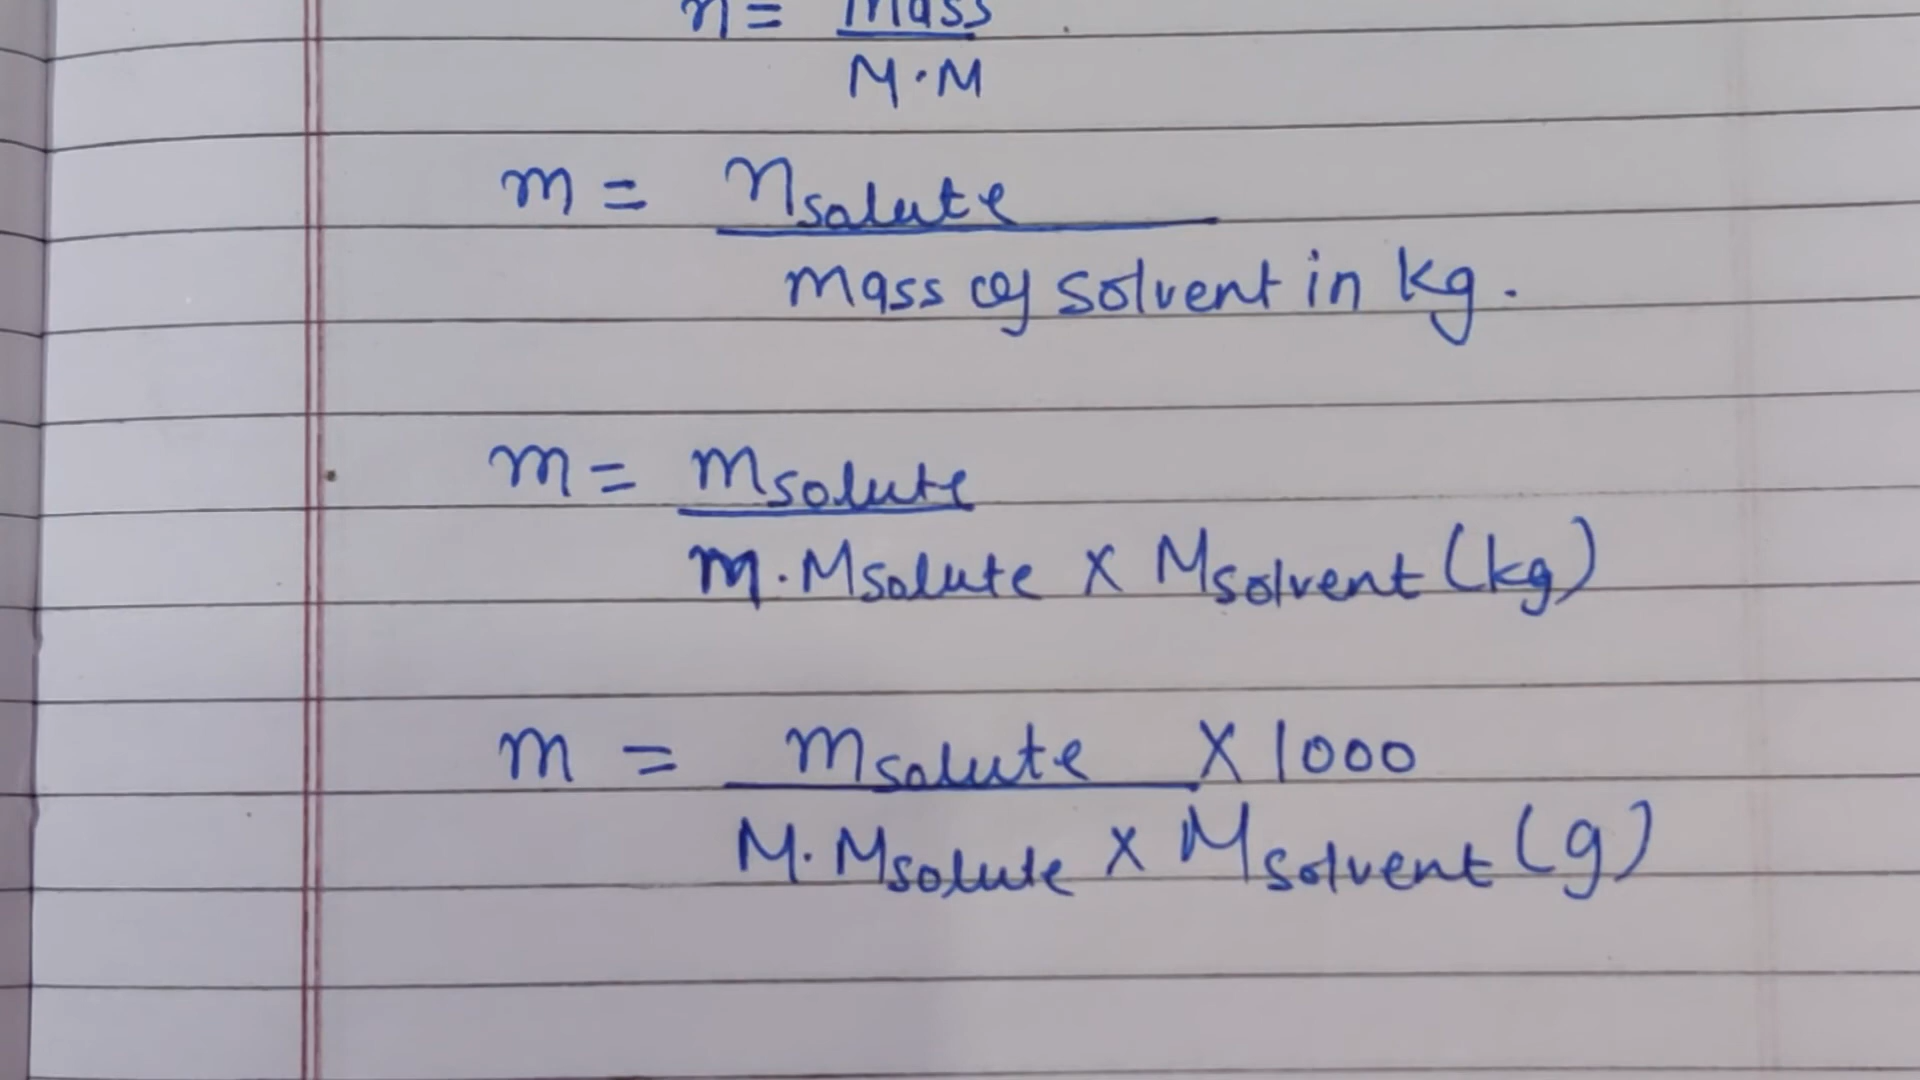 n = mass
M.M
m = nsolute
mass of solvent in kg.
m = msolute
m.Msolute x Msolvent (kg)
m = msolute x 1000
M.Msolute x Msolvent (g)